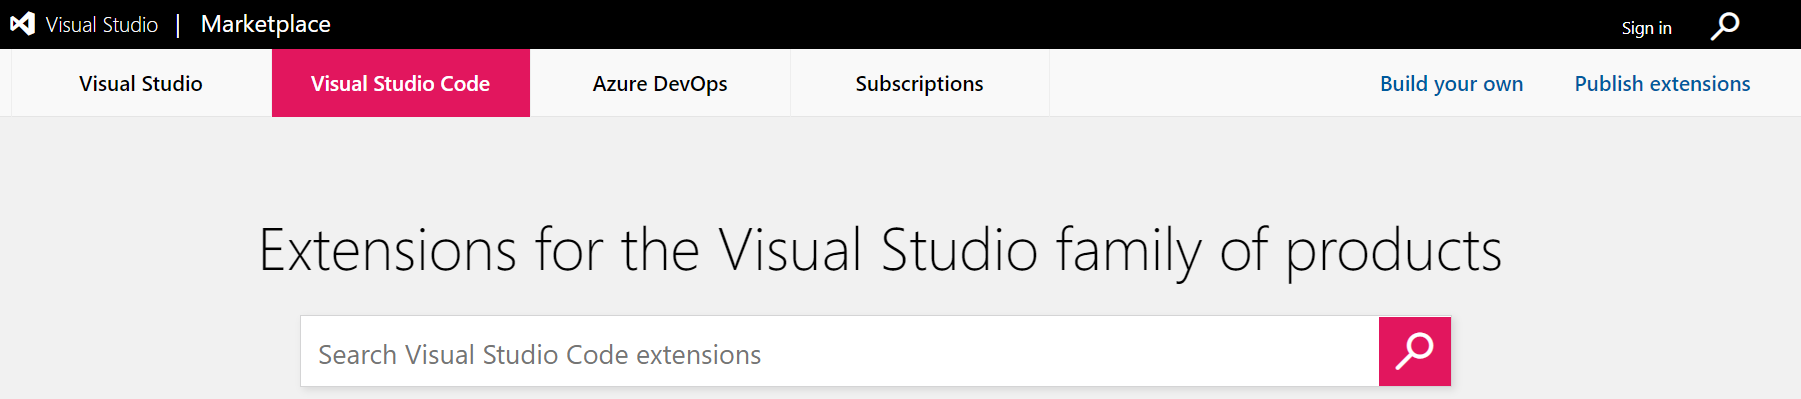 Visual Studio | Marketplace
Sign in
Visual Studio
Visual Studio Code
Azure DevOps
Subscriptions
Build your own
Publish extensions
Extensions for the Visual Studio family of products
Search Visual Studio Code extensions